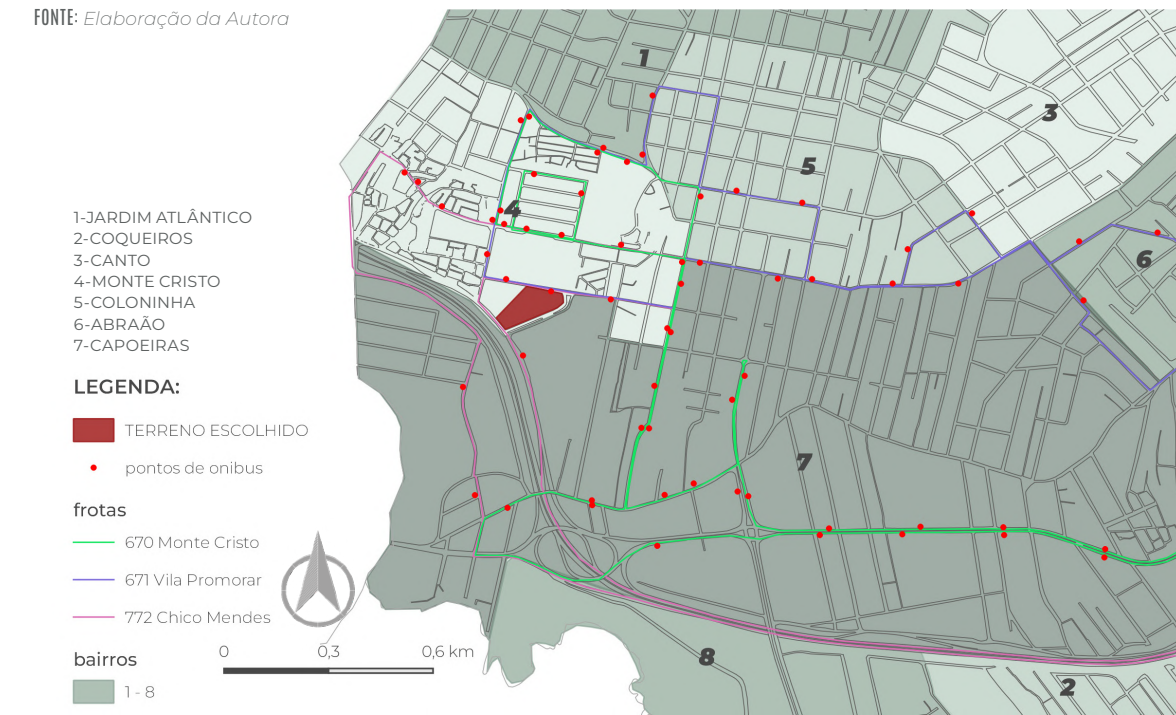 FONTE: Elaboração da Autora
1
3
5
4
6
1-JARDIM ATLÂNTICO
2-COQUEIROS
3-CANTO
4-MONTE CRISTO
5-COLONINHA
6-ABRAÃO
7-CAPOEIRAS
LEGENDA:
TERRENO ESCOLHIDO
pontos de onibus
7
frotas
670 Monte Cristo
671 Vila Promorar
772 Chico Mendes
0 0,3 0,6 km
bairros
1 - 8
8
2